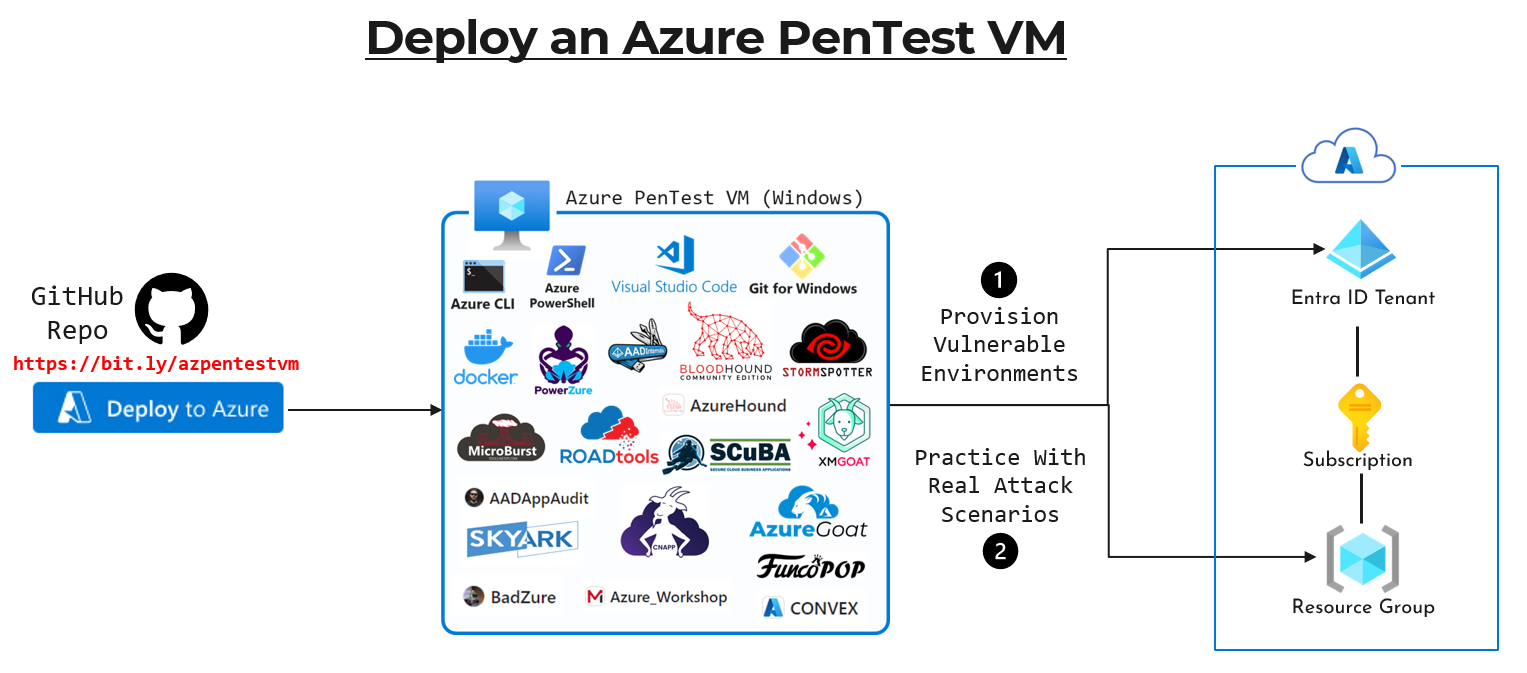 Deploy an Azure PenTest VM
GitHub
Repo
https://bit.ly/azpentestvm
Deploy to Azure
Azure PenTest VM (Windows)
$_
Azure CLI
Azure
PowerShell
Visual Studio Code
Git for Windows
docker
PowerZure
AADInternals
BLOODHOUND
COMMUNITY EDITION
STORMSPOTTER
AzureHound
MicroBurst
ROADtools
SCuBA
SECURE CLOUD BUSINESS APPLICATIONS
XMGOAT
AADAppAudit
SKYARK
CNAPP
AzureGoat
FuncoPOP
BadZure
Azure_Workshop
CONVEX
1
Provision
Vulnerable
Environments
Practice With
Real Attack
Scenarios
2
Entra ID Tenant
Subscription
Resource Group